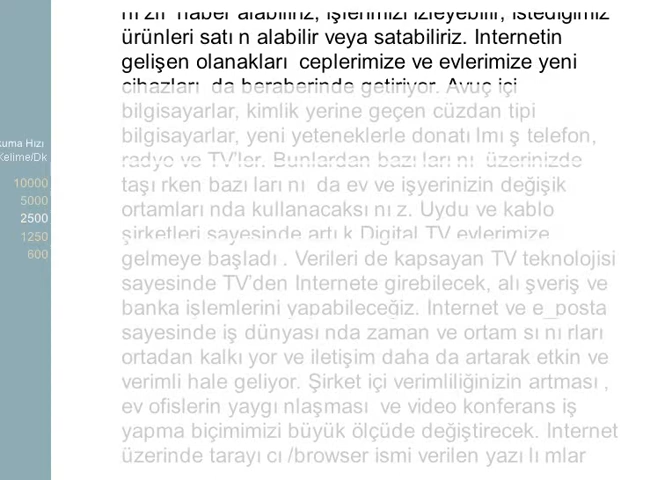 haber alabiliriz, işlerimizi izleyebilir, istediğimiz
ürünleri satı n alabilir veya satabiliriz. Internetin
gelişen olanakları ceplerimize ve evlerimize yeni
cihazları da beraberinde getiriyor. Avuç içi
bilgisayarlar, kimlik yerine geçen cüzdan tipi
bilgisayarlar, yeni yeteneklerle donatı lmı ş telefon,
radyo ve TV'ler. Bunlardan bazı ları nı üzerinizde
taşı rken bazı ları nı da ev ve işyerinizin değişik
ortamları nda kullanacaksı nı z. Uydu ve kablo
şirketleri sayesinde artı k Digital TV evlerimize
gelmeye başladı . Verileri de kapsayan TV teknolojisi
sayesinde TV'den Internete girebilecek, alı şveriş ve
banka işlemlerini yapabileceğiz. Internet ve e_posta
sayesinde iş dünyası nda zaman ve ortam sı nı rları
ortadan kalkı yor ve iletişim daha da artarak etkin ve
verimli hale geliyor. Şirket içi verimliliğinizin artması ,
ev ofislerin yaygı nlaşması ve video konferans iş
yapma biçimimizi büyük ölçüde değiştirecek. Internet
üzerinde tarayı cı /browser ismi verilen yazı lı mlar
uma Hızı
Kelime/Dk
10000
5000
2500
1250
600